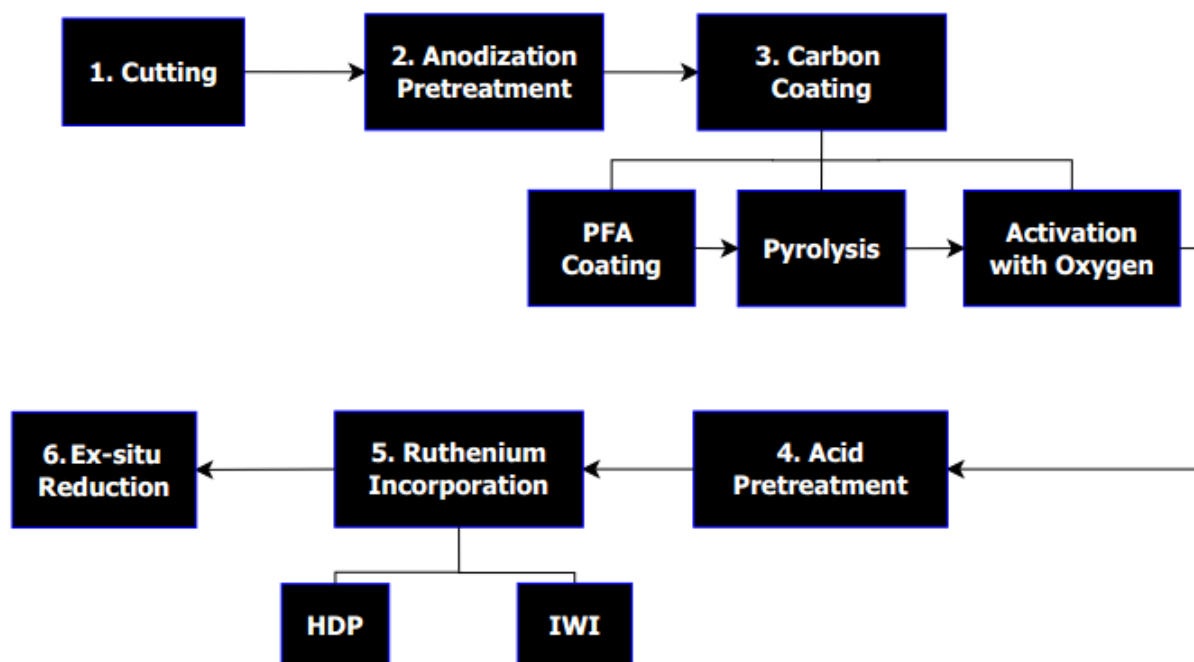 1. Cutting
2. Anodization
Pretreatment
3. Carbon
Coating
PFA
Coating
Pyrolysis
Activation
with Oxygen
4. Acid
Pretreatment
5. Ruthenium
Incorporation
6. Ex-situ
Reduction
HDP
IWI